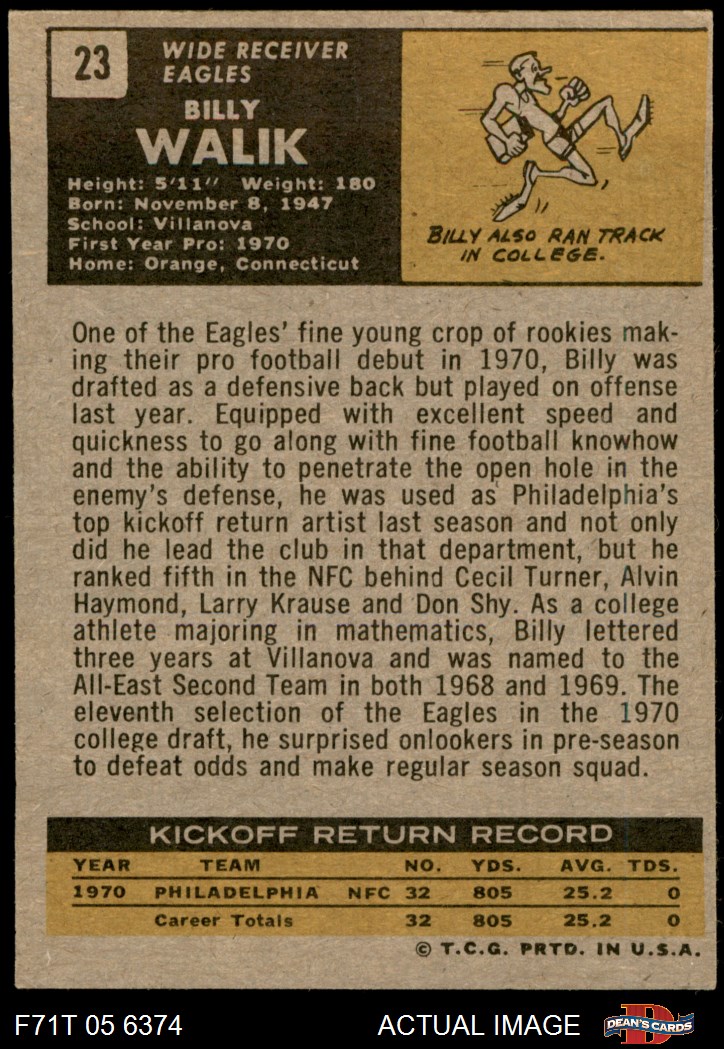 23
WIDE RECEIVER
EAGLES
BILLY
WALIK
Height: 5'11" Weight: 180
Born: November 8, 1947
School: Villanova
First Year Pro: 1970
Home: Orange, Connecticut
BILLY ALSO RAN TRACK
IN COLLEGE.
One of the Eagles' fine young crop of rookies mak-
ing their pro football debut in 1970, Billy was
drafted as a defensive back but played on offense
last year. Equipped with excellent speed and
quickness to go along with fine football knowhow
and the ability to penetrate the open hole in the
enemy's defense, he was used as Philadelphia's
top kickoff return artist last season and not only
did he lead the club in that department, but he
ranked fifth in the NFC behind Cecil Turner, Alvin
Haymond, Larry Krause and Don Shy. As a college
athlete majoring in mathematics, Billy lettered
three years at Villanova and was named to the
All-East Second Team in both 1968 and 1969. The
eleventh selection of the Eagles in the 1970
college draft, he surprised onlookers in pre-season
to defeat odds and make regular season squad.
KICKOFF RETURN RECORD
YEAR TEAM NO. YDS. AVG. TDS.
1970 PHILADELPHIA NFC 32 805 25.2 0
Career Totals 32 805 25.2 0
© T.C.G. PRTD. IN U.S.A.
F71T 05 6374 ACTUAL IMAGE D DEAN'S CARDS